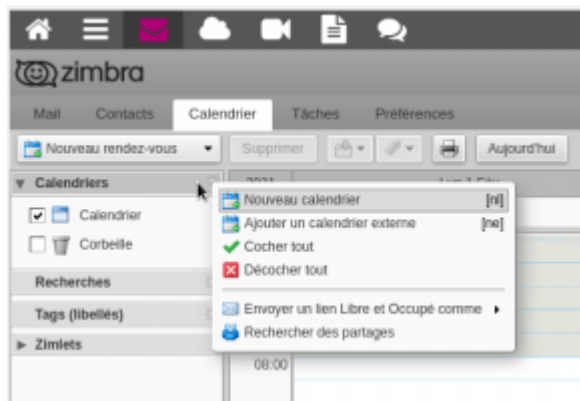 zimbra
Mail Contacts Calendrier Tâches Préférences
Nouveau rendez-vous Supprimer Aujourd'hui
Calendriers 2021
Nouveau calendrier [nl]
Calendrier Ajouter un calendrier externe [ne]
Cocher tout
Corbeille
Décocher tout
Recherches
Envoyer un lien Libre et Occupé comme
Tags (libellés)
Rechercher des partages
Zimlets
08:00